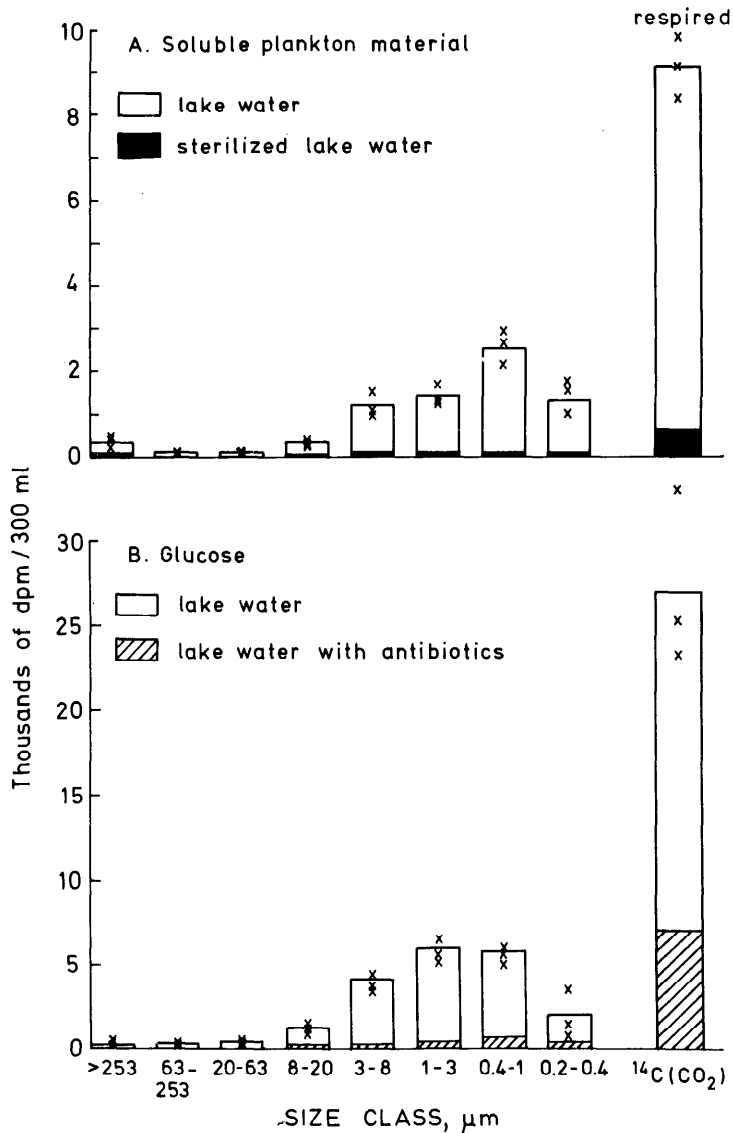 respired
10
A. Soluble plankton material
lake water
8
sterilized lake water
6
4
2
0
Thousands of dpm / 300 ml
30
B. Glucose
lake water
25
lake water with antibiotics
20
15
10
5
0
>253 63- 20-63 8-20 3-8 1-3 0.4-1 0.2-0.4 ¹⁴C(CO₂)
253
SIZE CLASS, µm